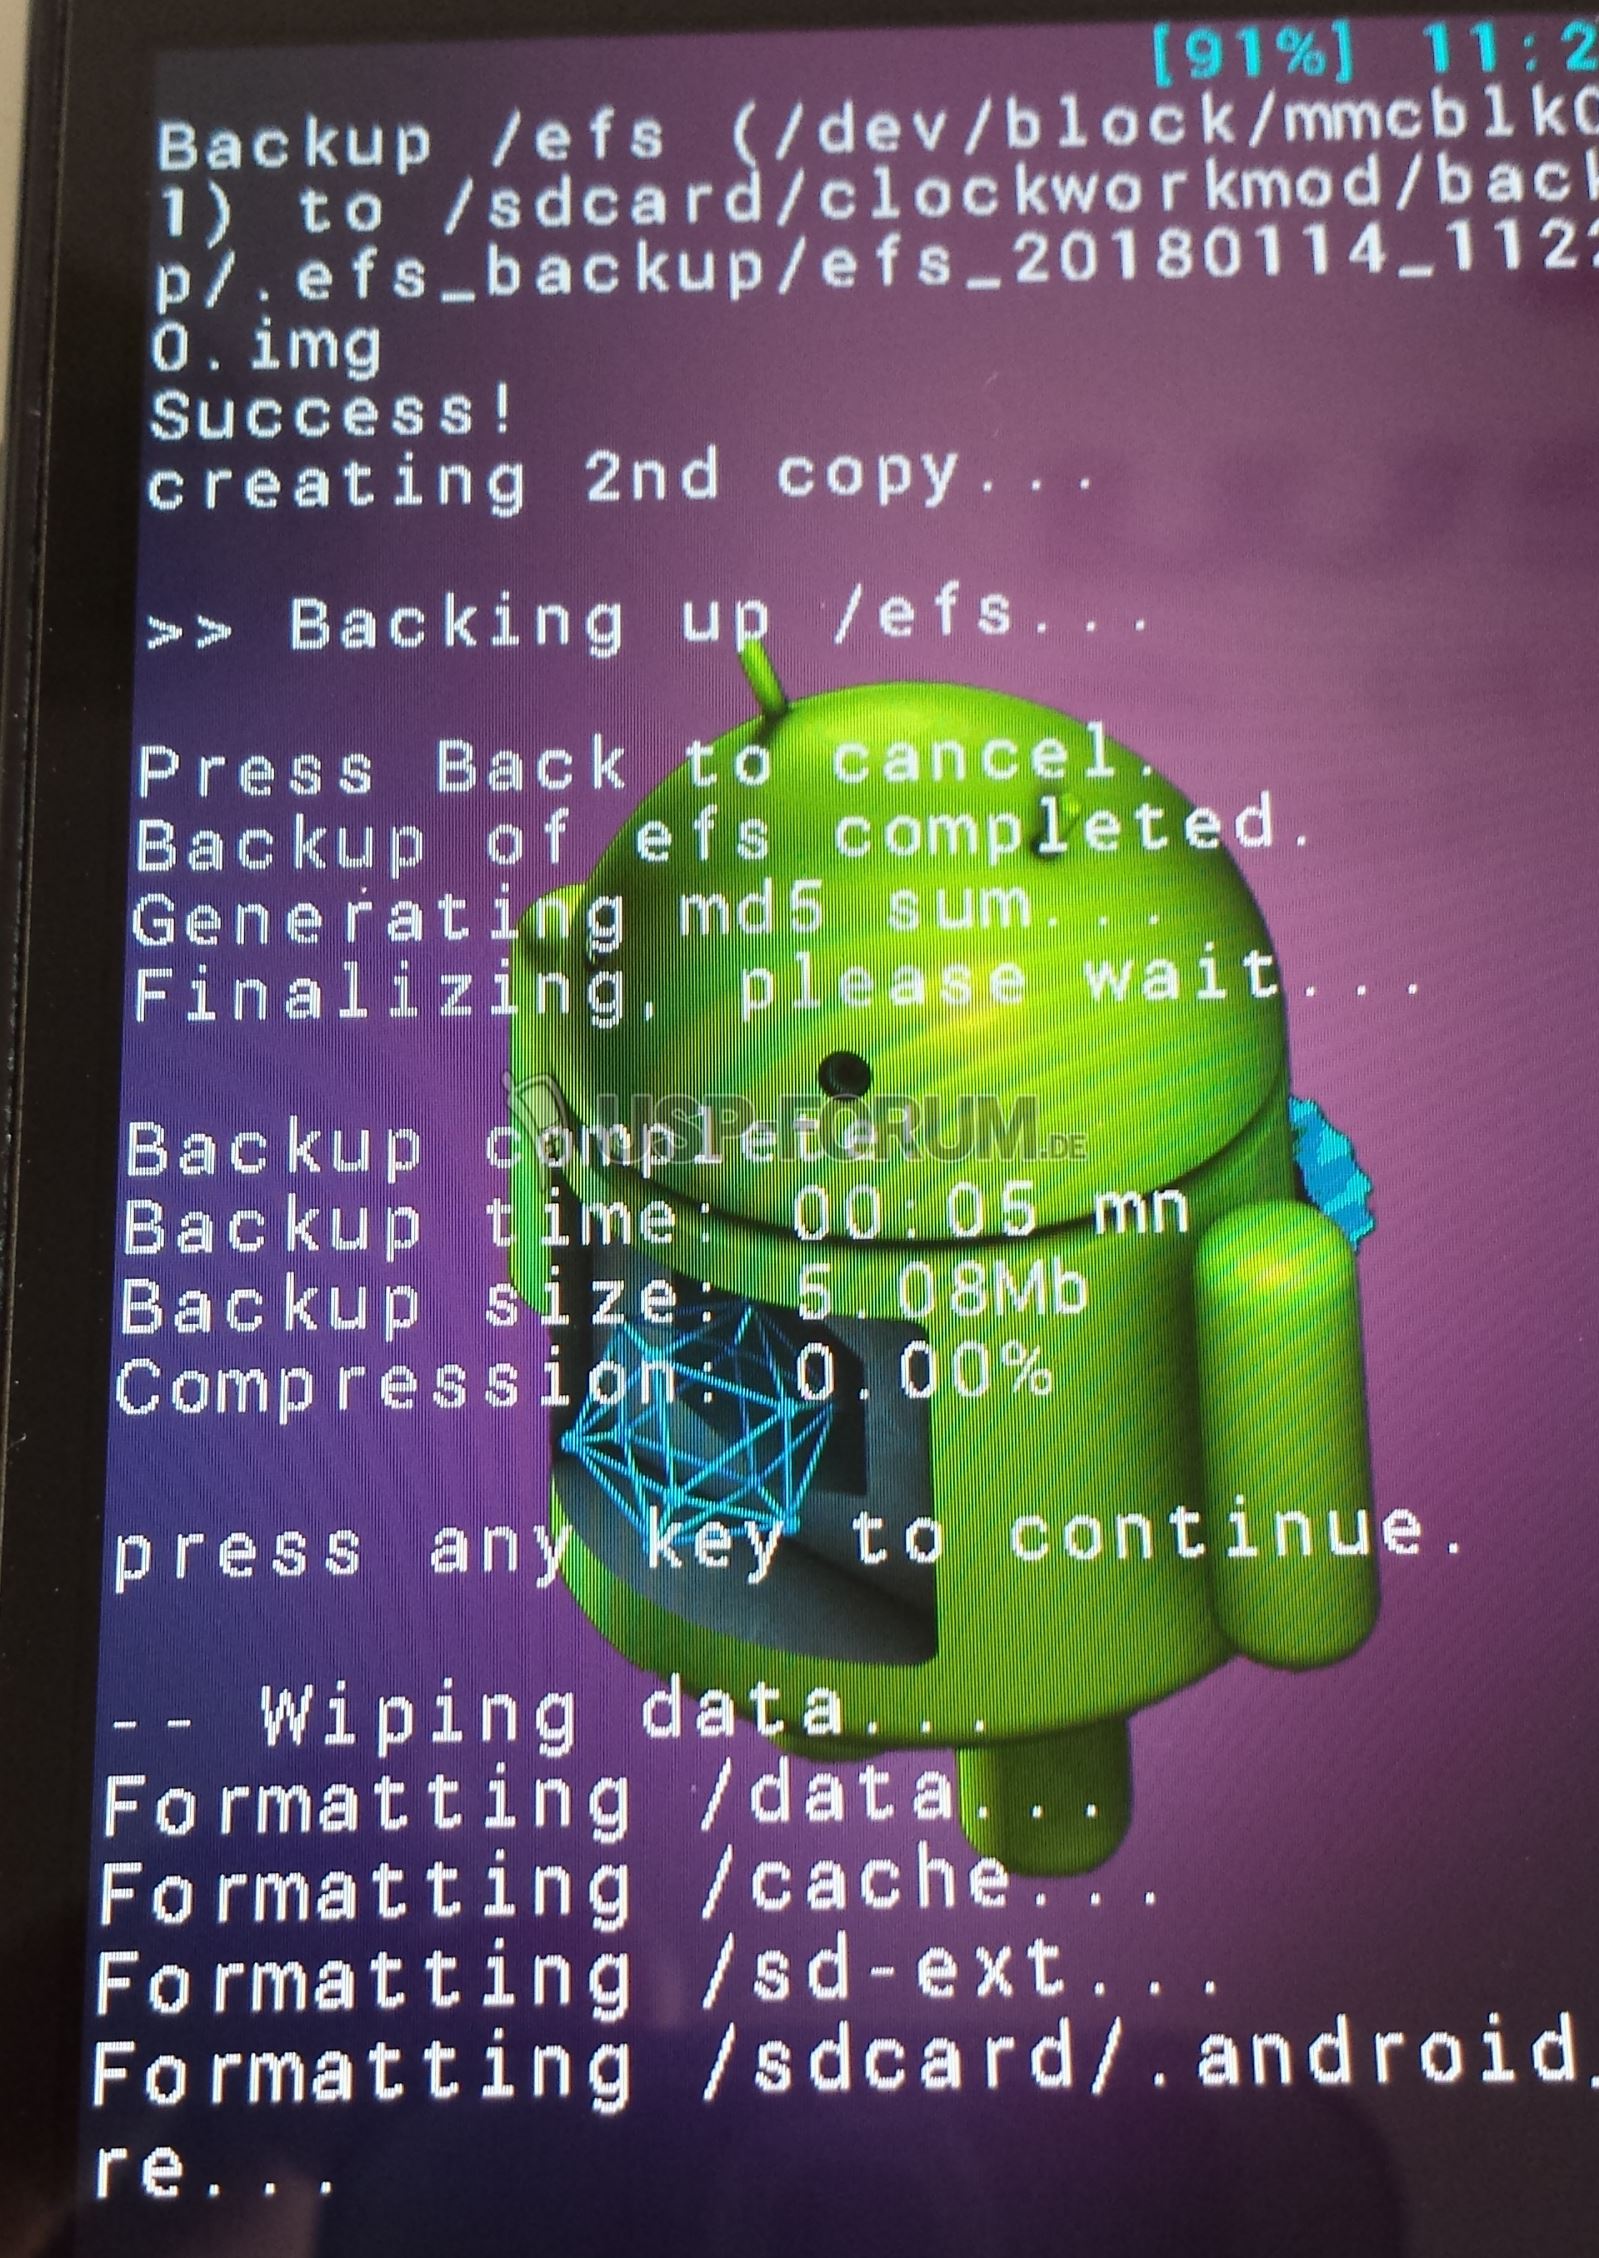 [91%] 11:2
Backup /efs (/dev/block/mmcblk0
1) to /sdcard/clockworkmod/back
p/.efs_backup/efs_20180114_112
0.img
Success!
creating 2nd copy...
>> Backing up /efs...
Press Back to cancel.
Backup of efs completed.
Generating md5 sum...
Finalizing, please wait...
Backup complete!
USP-FORUM.DE
Backup time: 00:05 mn
Backup size: 5.08Mb
Compression: 0.00%
press any key to continue.
-- Wiping data...
Formatting /data...
Formatting /cache...
Formatting /sd-ext...
Formatting /sdcard/.android_
re...